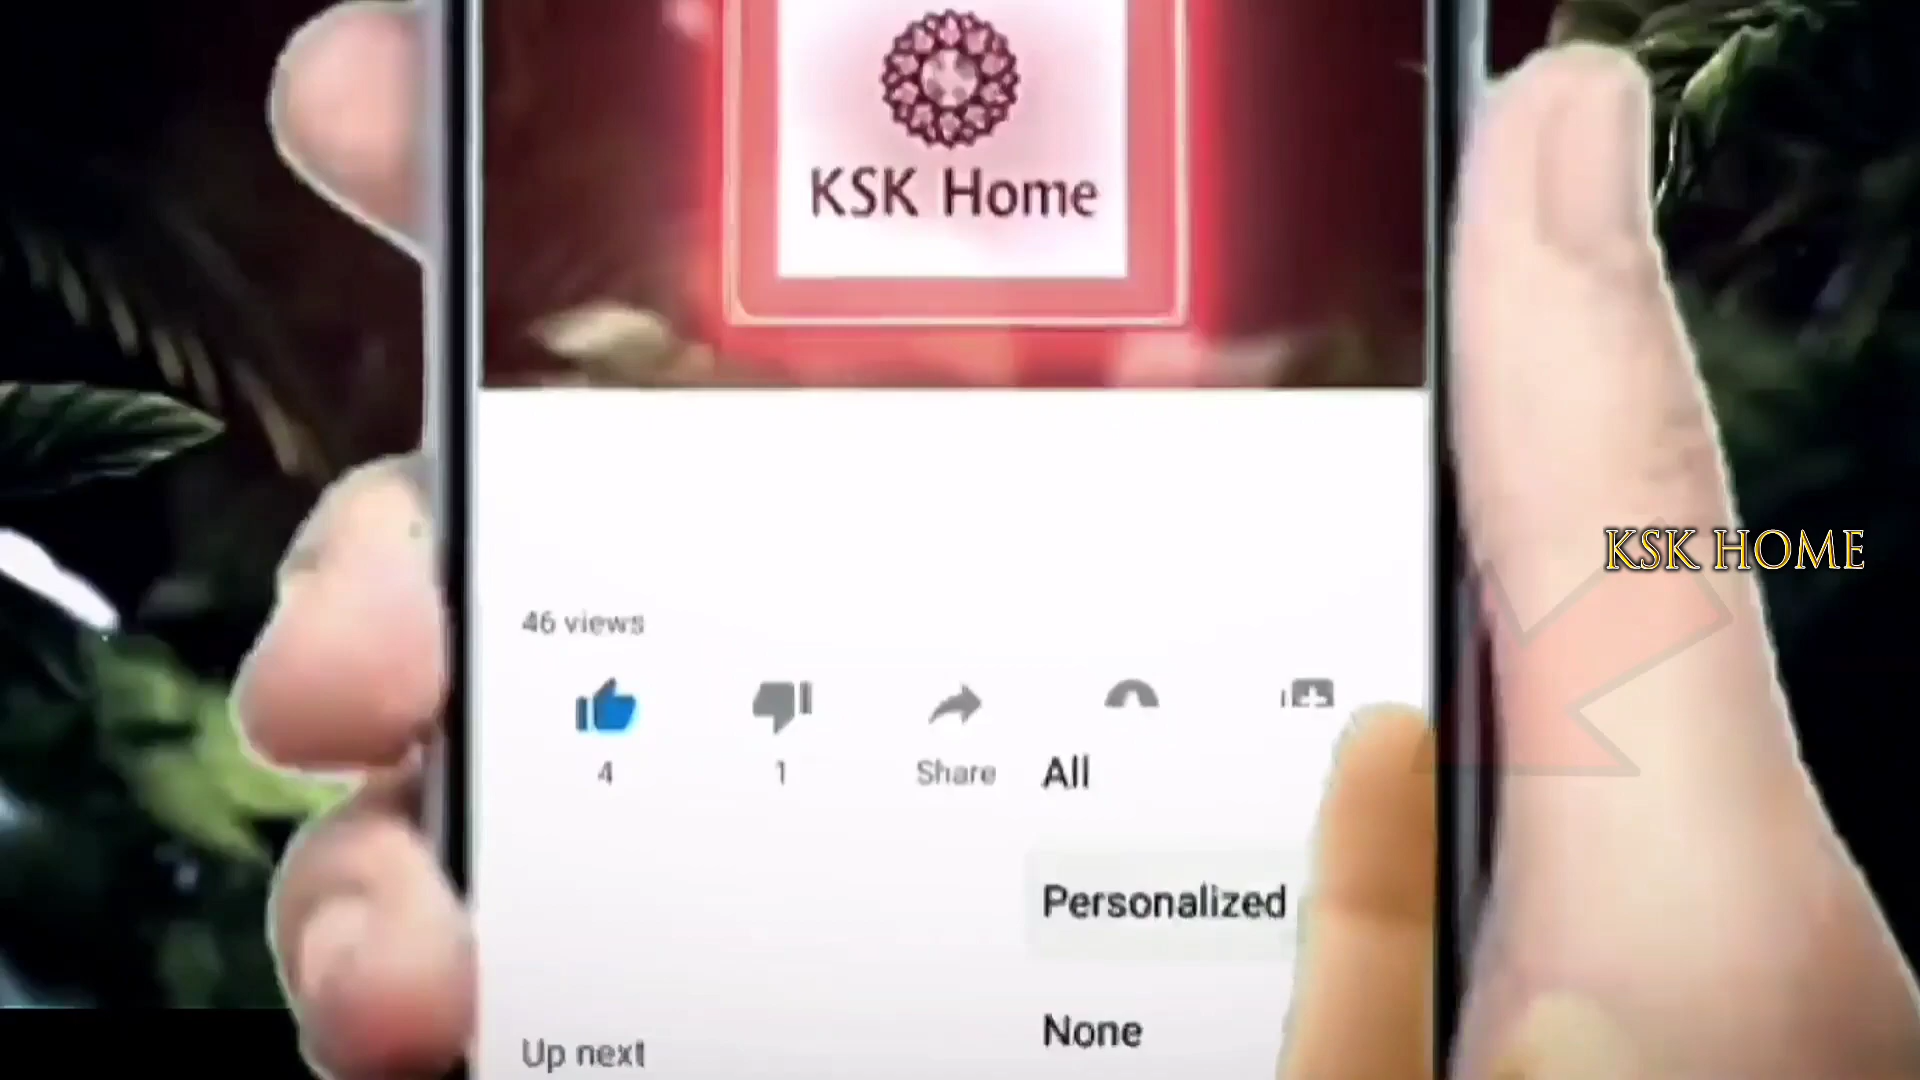 KSK Home
KSK HOME
46 views
4
1
Share
All
Personalized
None
Up next